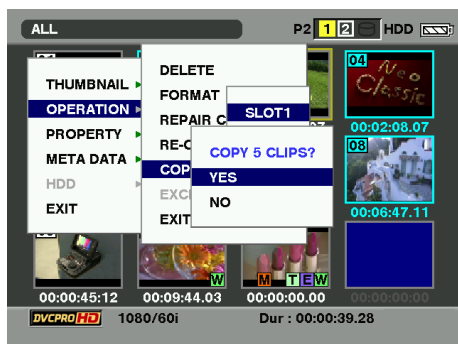 ALL
P2 1 2 HDD
THUMBNAIL
OPERATION
PROPERTY
META DATA
HDD
EXIT
DELETE
FORMAT
REPAIR C
RE-C
COP
EXC
EXIT
SLOT1
COPY 5 CLIPS?
YES
NO
04
Neo
Classic
00:02:08.07
08
00:06:47.11
W
M T E W
00:00:45:12
00:09:44.03
00:00:00.00
00:00:00.00
DVCPRO HD
1080/60i
Dur : 00:00:39.28